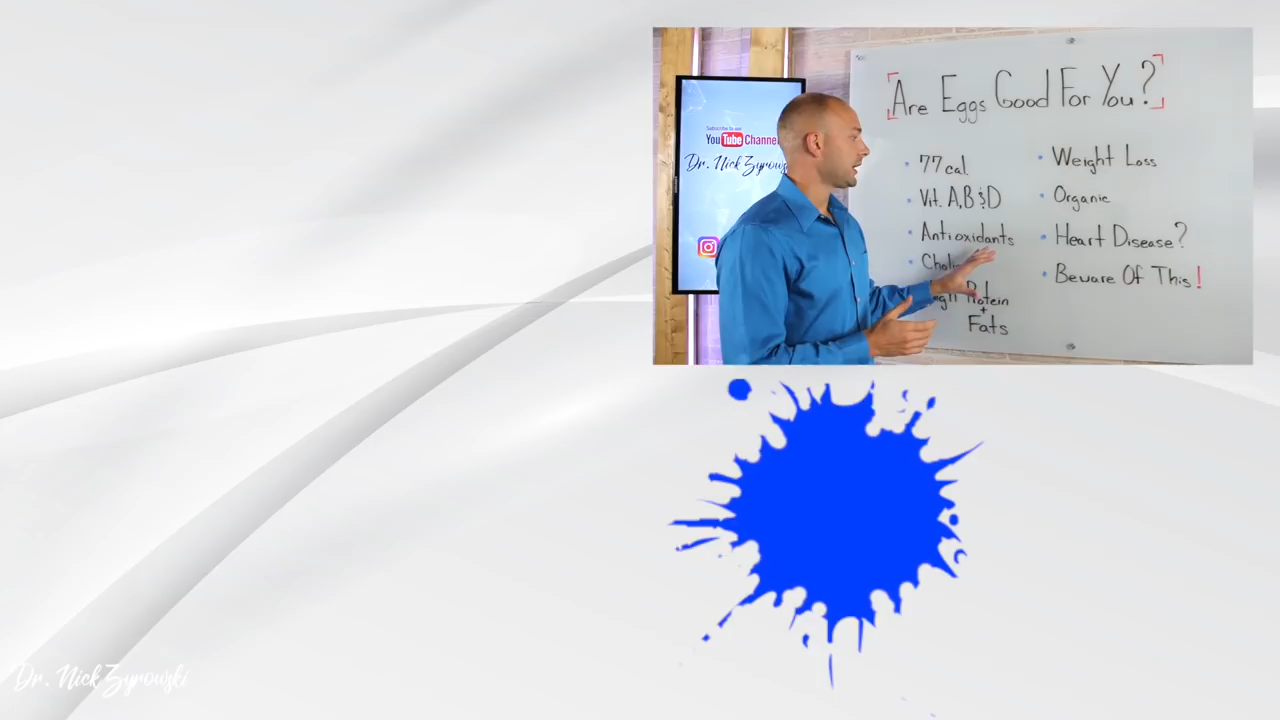 Are Eggs Good For You?
77 cal.
Vit. A, B & D
Antioxidants
Protein
+
Fats
Weight Loss
Organic
Heart Disease?
Beware Of This!
Subscribe to our
YouTube Channel
Dr. Nick
Dr. Nick Zyrowski